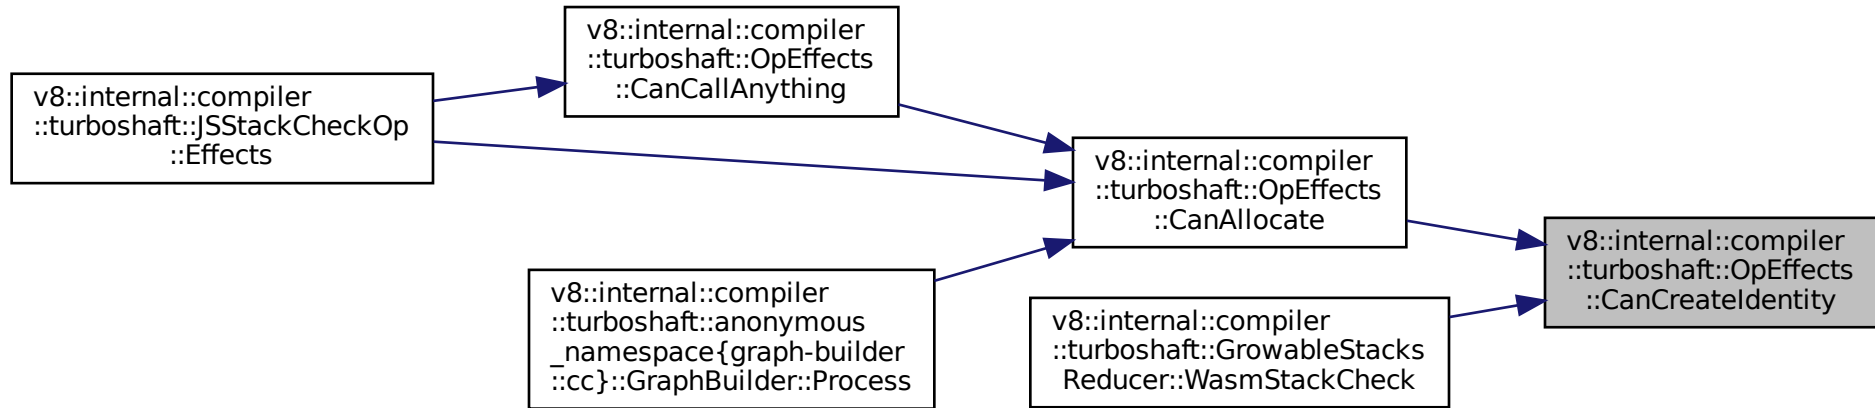 v8::internal::compiler
::turboshaft::JSStackCheckOp
::Effects
v8::internal::compiler
::turboshaft::OpEffects
::CanCallAnything
v8::internal::compiler
::turboshaft::anonymous
_namespace{graph-builder
::cc}::GraphBuilder::Process
v8::internal::compiler
::turboshaft::OpEffects
::CanAllocate
v8::internal::compiler
::turboshaft::GrowableStacks
Reducer::WasmStackCheck
v8::internal::compiler
::turboshaft::OpEffects
::CanCreateIdentity